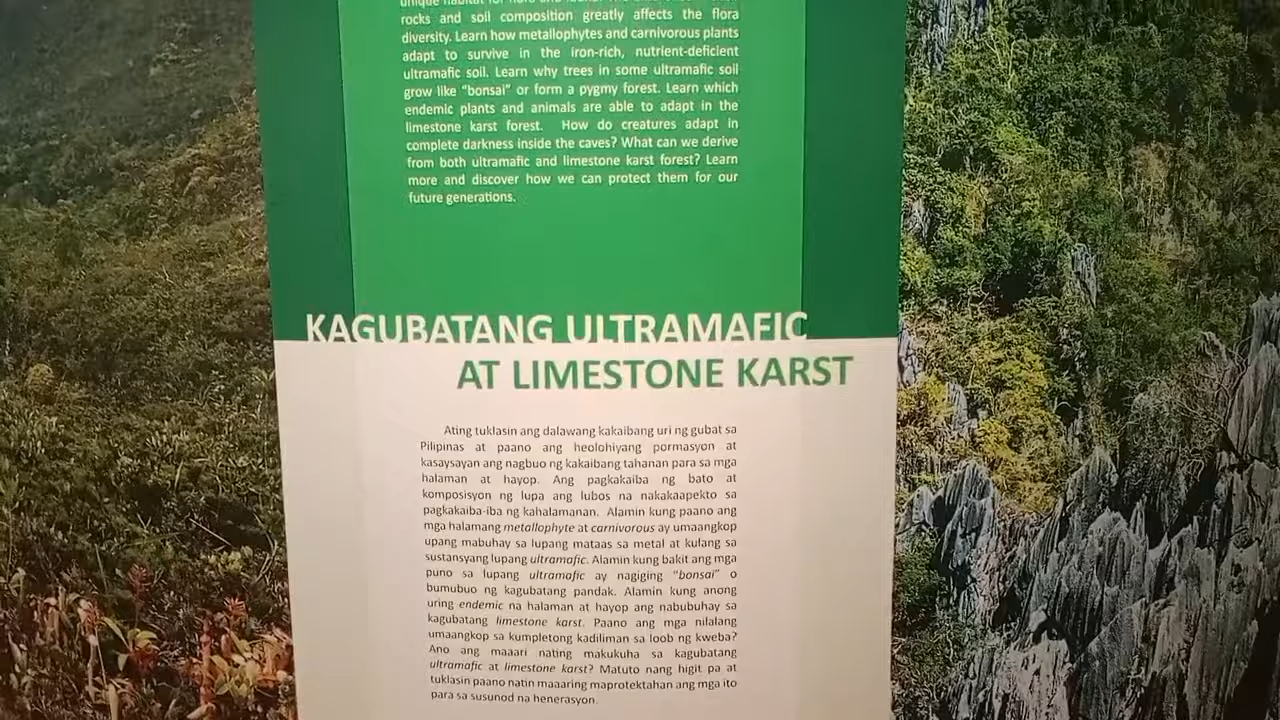 unique habitat for flora and fauna.
rocks and soil composition greatly affects the flora
diversity. Learn how metallophytes and carnivorous plants
adapt to survive in the iron-rich, nutrient-deficient
ultramafic soil. Learn why trees in some ultramafic soil
grow like “bonsai” or form a pygmy forest. Learn which
endemic plants and animals are able to adapt in the
limestone karst forest. How do creatures adapt in
complete darkness inside the caves? What can we derive
from both ultramafic and limestone karst forest? Learn
more and discover how we can protect them for our
future generations.
KAGUBATANG ULTRAMAFIC
AT LIMESTONE KARST
Ating tuklasin ang dalawang kakaibang uri ng gubat sa
Pilipinas at paano ang heolohiyang pormasyon at
kasaysayan ang nagbuo ng kakaibang tahanan para sa mga
halaman at hayop. Ang pagkakaiba ng bato at
komposisyon ng lupa ang lubos na nakakaapekto sa
pagkakaiba-iba ng kahalamanan. Alamin kung paano ang
mga halamang metallophyte at carnivorous ay umaangkop
upang mabuhay sa lupang mataas sa metal at kulang sa
sustansyang lupang ultramafic. Alamin kung bakit ang mga
puno sa lupang ultramafic ay nagiging “bonsai” o
bumubuo ng kagubatang pandak. Alamin kung anong
uring endemic na halaman at hayop ang nabubuhay sa
kagubatang limestone karst. Paano ang mga nilalang
umaangkop sa kumpletong kadiliman sa loob ng kweba?
Ano ang maaari nating makukuha sa kagubatang
ultramafic at limestone karst? Matuto nang higit pa at
tuklasin paano natin maaaring maprotektahan ang mga ito
para sa susunod na henerasyon.